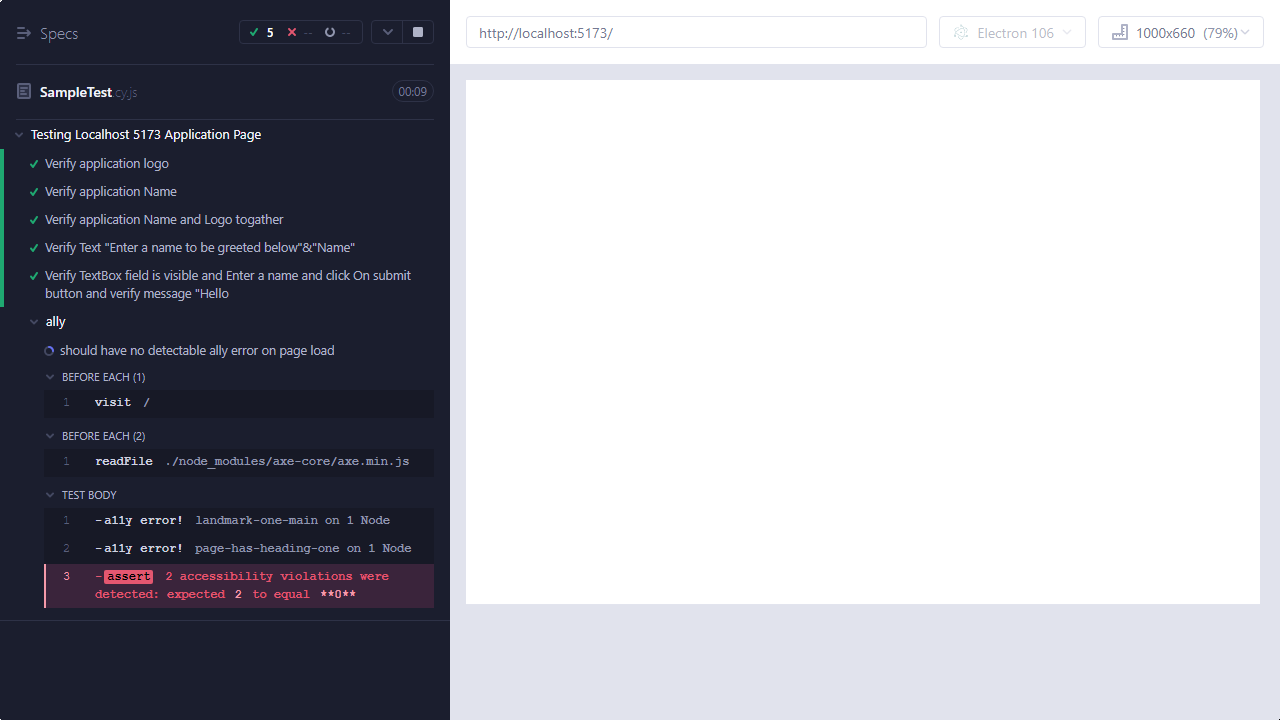 Specs
5 -- --
SampleTest.cy.js
00:09
Testing Localhost 5173 Application Page
Verify application logo
Verify application Name
Verify application Name and Logo togather
Verify Text "Enter a name to be greeted below"&"Name"
Verify TextBox field is visible and Enter a name and click On submit
button and verify message "Hello
ally
should have no detectable ally error on page load
BEFORE EACH (1)
1 visit /
BEFORE EACH (2)
1 readFile ./node_modules/axe-core/axe.min.js
TEST BODY
1 -a11y error! landmark-one-main on 1 Node
2 -a11y error! page-has-heading-one on 1 Node
3 -assert 2 accessibility violations were
detected: expected 2 to equal **0**
http://localhost:5173/
Electron 106
1000x660 (79%)